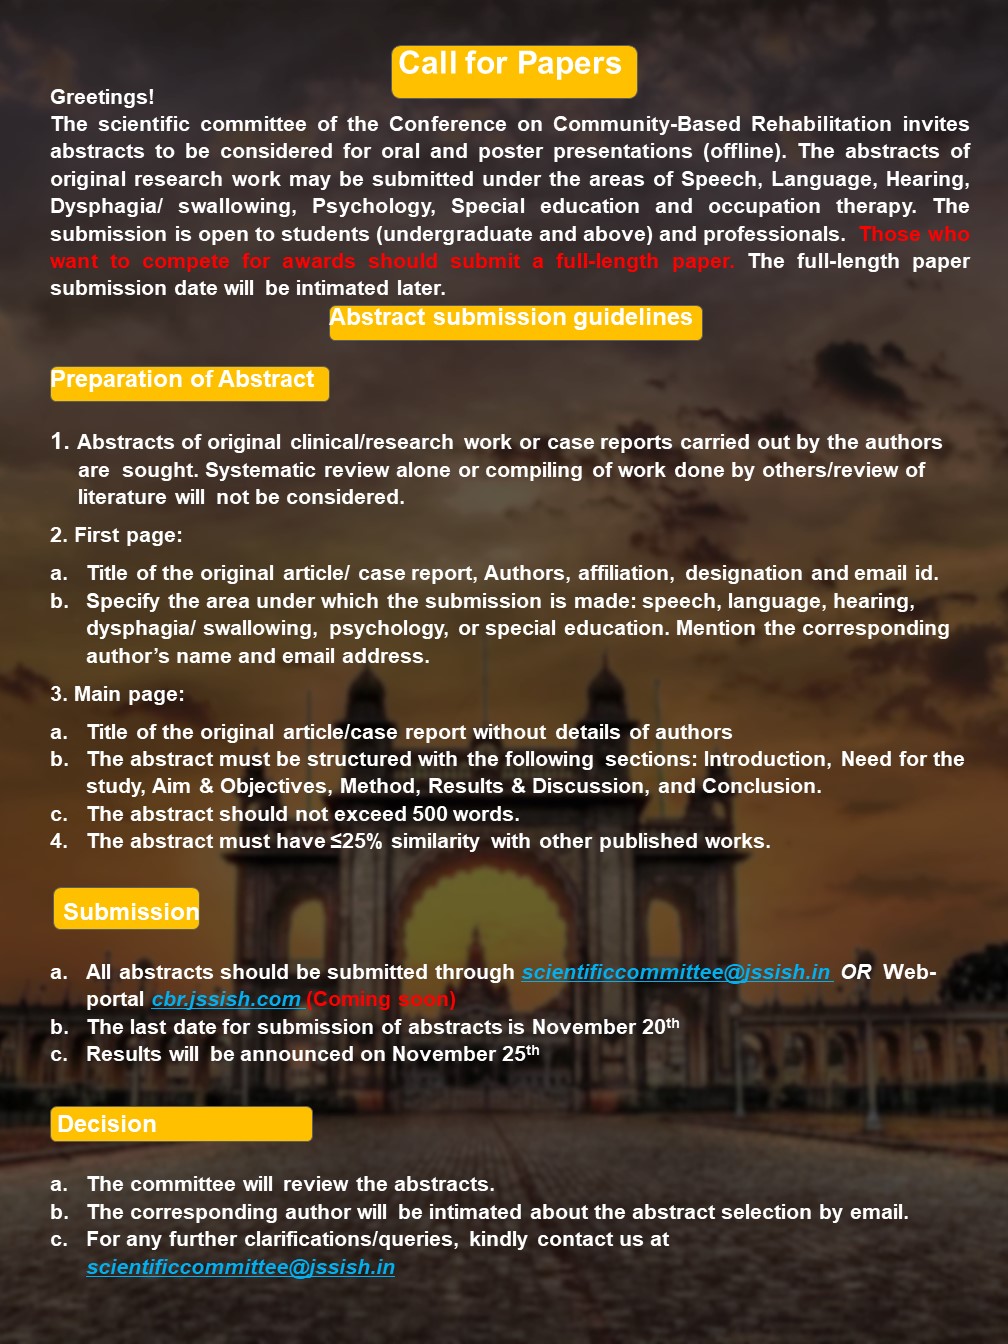 Call for Papers
Greetings!
The scientific committee of the Conference on Community-Based Rehabilitation invites
abstracts to be considered for oral and poster presentations (offline). The abstracts of
original research work may be submitted under the areas of Speech, Language, Hearing,
Dysphagia/ swallowing, Psychology, Special education and occupation therapy. The
submission is open to students (undergraduate and above) and professionals. Those who
want to compete for awards should submit a full-length paper. The full-length paper
submission date will be intimated later.
Abstract submission guidelines
Preparation of Abstract
1. Abstracts of original clinical/research work or case reports carried out by the authors
are sought. Systematic review alone or compiling of work done by others/review of
literature will not be considered.
2. First page:
a. Title of the original article/ case report, Authors, affiliation, designation and email id.
b. Specify the area under which the submission is made: speech, language, hearing,
dysphagia/ swallowing, psychology, or special education. Mention the corresponding
author’s name and email address.
3. Main page:
a. Title of the original article/case report without details of authors
b. The abstract must be structured with the following sections: Introduction, Need for the
study, Aim & Objectives, Method, Results & Discussion, and Conclusion.
c. The abstract should not exceed 500 words.
4. The abstract must have ≤25% similarity with other published works.
Submission
a. All abstracts should be submitted through scientificcommittee@jssish.in OR Web-
portal cbr.jssish.com (Coming soon)
b. The last date for submission of abstracts is November 20th
c. Results will be announced on November 25th
Decision
a. The committee will review the abstracts.
b. The corresponding author will be intimated about the abstract selection by email.
c. For any further clarifications/queries, kindly contact us at
scientificcommittee@jssish.in